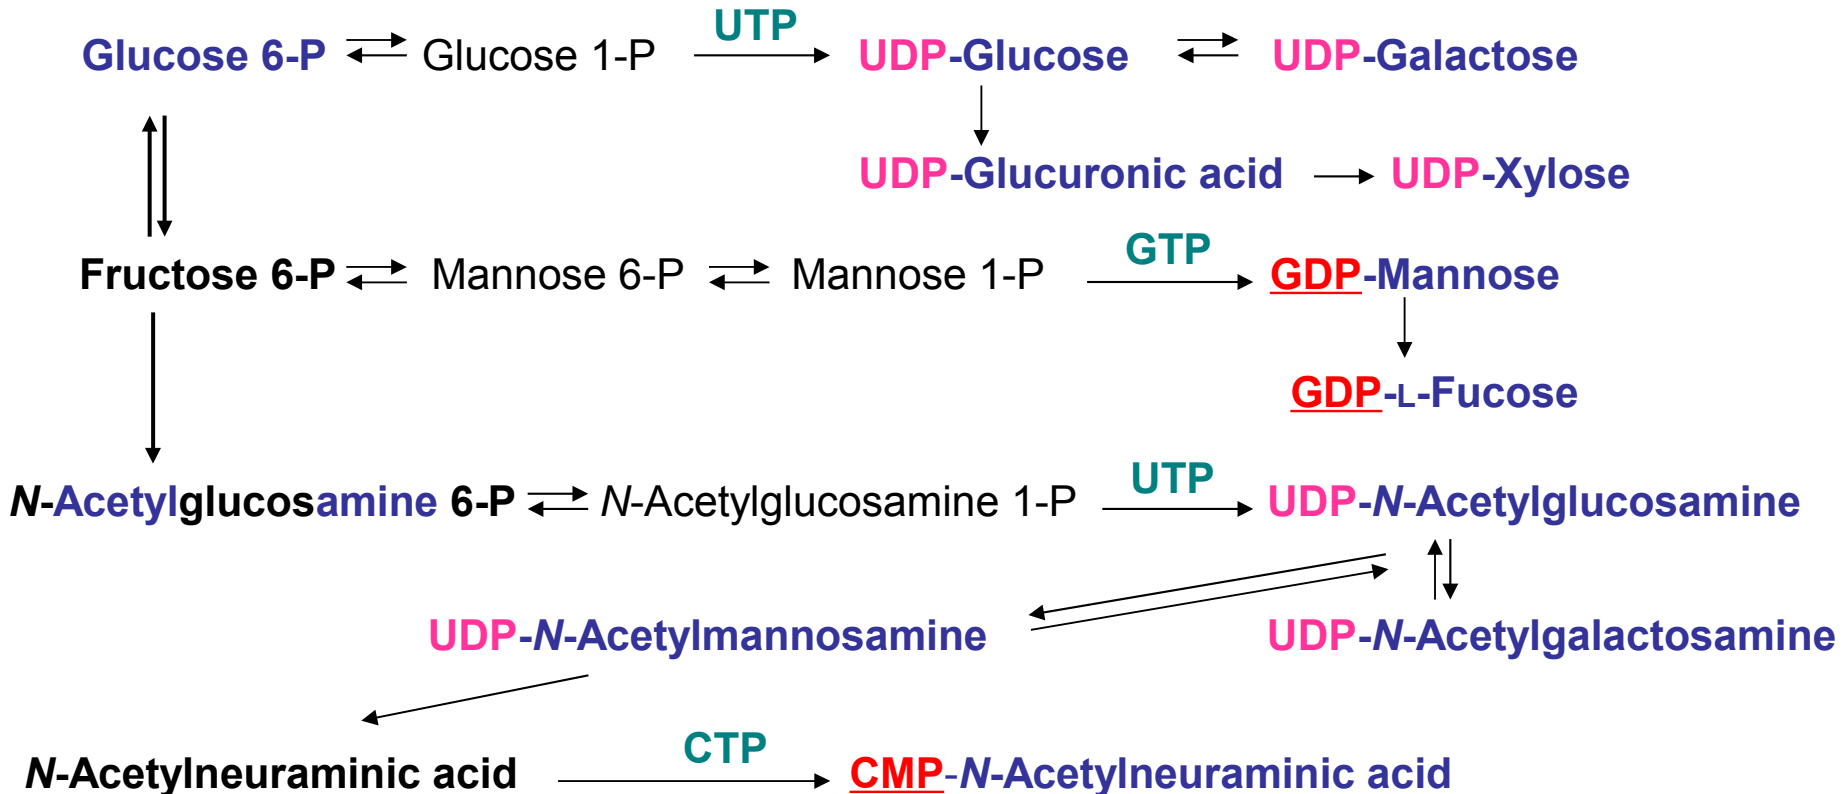 UTP
Glucose 6-P Glucose 1-P UDP-Glucose UDP-Galactose
UDP-Glucuronic acid UDP-Xylose
GTP
Fructose 6-P Mannose 6-P Mannose 1-P GDP-Mannose
GDP-L-Fucose
UTP
N-Acetylglucosamine 6-P N-Acetylglucosamine 1-P UDP-N-Acetylglucosamine
UDP-N-Acetylmannosamine UDP-N-Acetylgalactosamine
CTP
N-Acetylneuraminic acid CMP-N-Acetylneuraminic acid